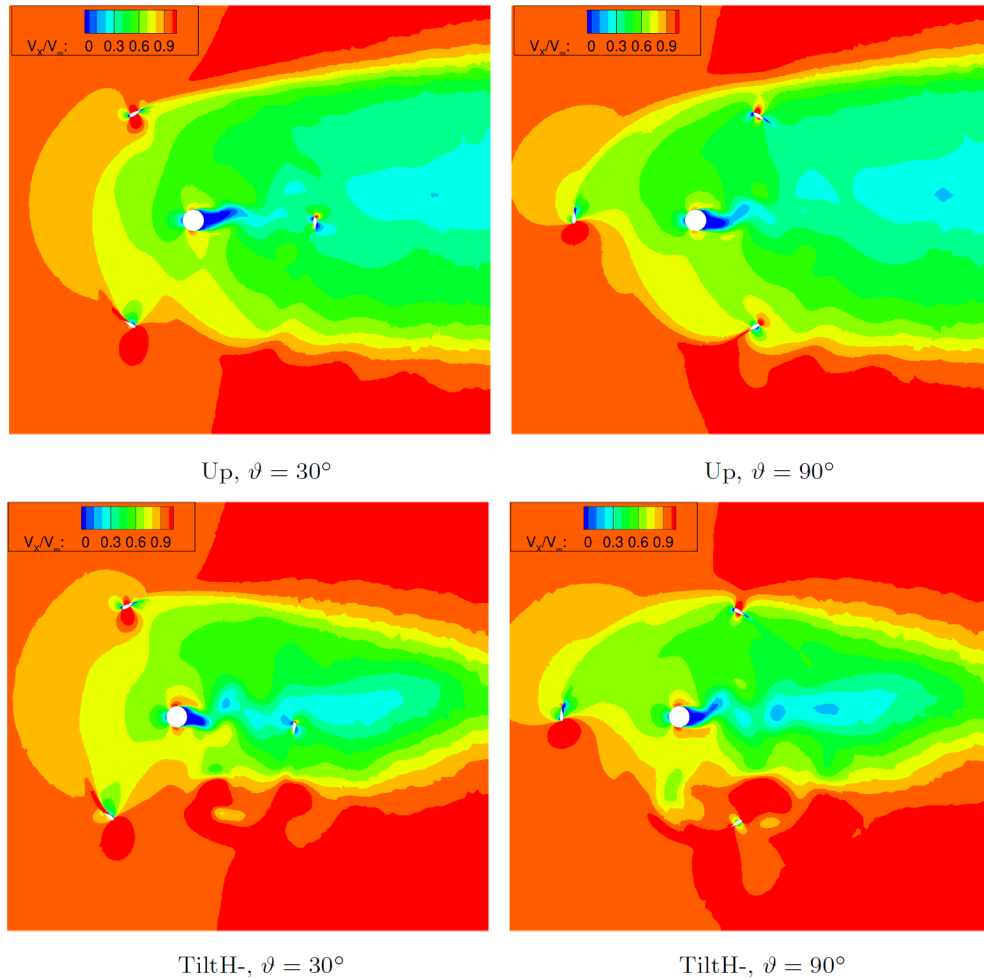 Vx/V∞: 0 0.3 0.6 0.9
Vx/V∞: 0 0.3 0.6 0.9
Up, ϑ = 30°
Up, ϑ = 90°
Vx/V∞: 0 0.3 0.6 0.9
Vx/V∞: 0 0.3 0.6 0.9
TiltH-, ϑ = 30°
TiltH-, ϑ = 90°